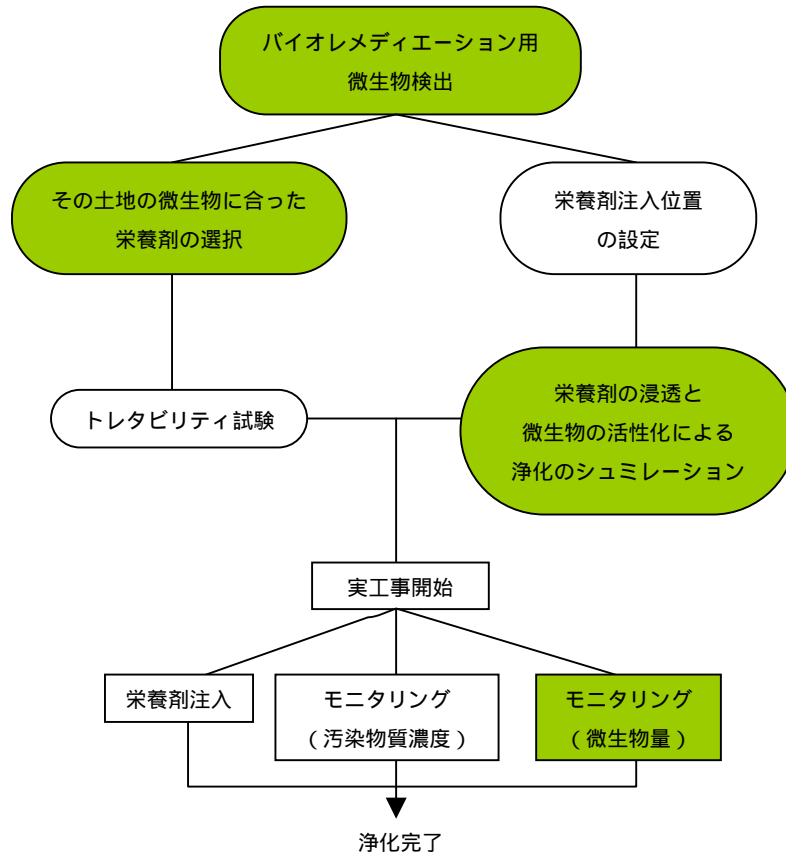 バイオレメディエーション用
微生物検出
その土地の微生物に合った
栄養剤の選択
栄養剤注入位置
の設定
トレタビリティ試験
栄養剤の浸透と
微生物の活性化による
浄化のシュミレーション
実工事開始
栄養剤注入
モニタリング
（汚染物質濃度）
モニタリング
（微生物量）
浄化完了